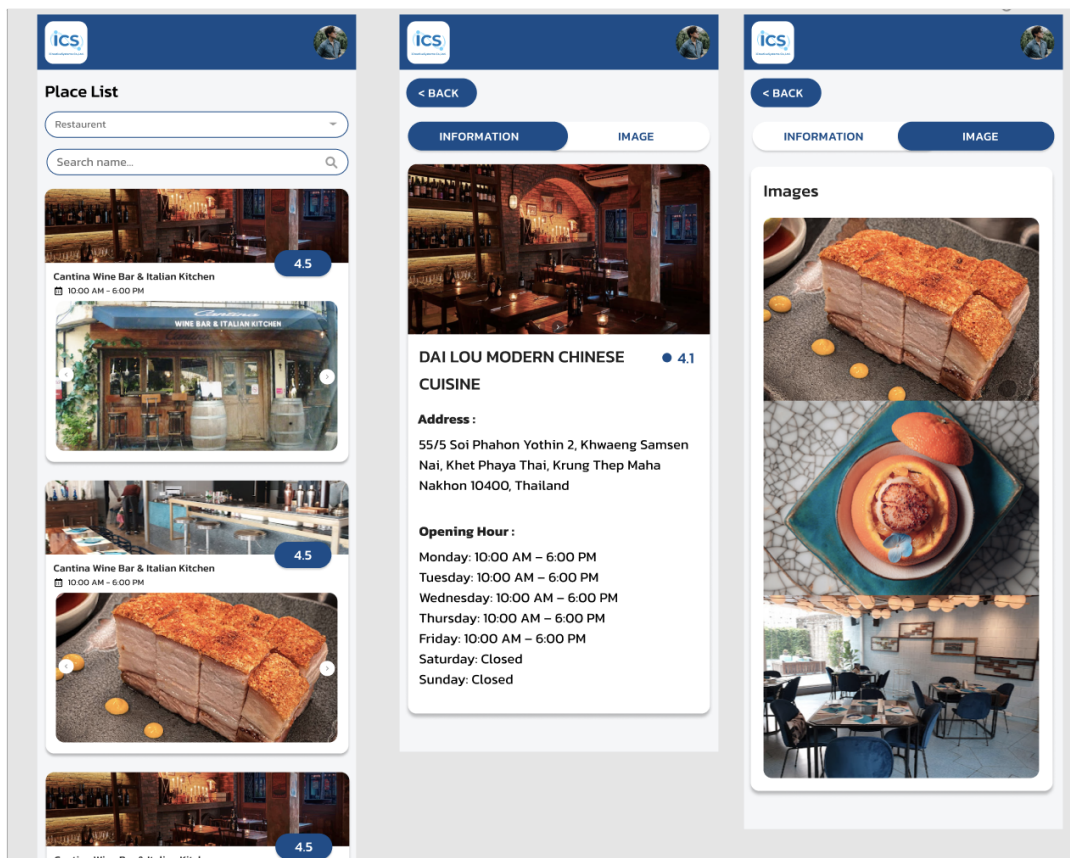 ics
Place List
Restaurent
Search name...
4.5
Cantina Wine Bar & Italian Kitchen
10:00 AM - 6:00 PM
Cantina
WINE BAR & ITALIAN KITCHEN
4.5
Cantina Wine Bar & Italian Kitchen
10:00 AM - 6:00 PM
4.5
ics
< BACK
INFORMATION
IMAGE
DAI LOU MODERN CHINESE
CUISINE
4.1
Address :
55/5 Soi Phahon Yothin 2, Khwaeng Samsen
Nai, Khet Phaya Thai, Krung Thep Maha
Nakhon 10400, Thailand
Opening Hour :
Monday: 10:00 AM – 6:00 PM
Tuesday: 10:00 AM – 6:00 PM
Wednesday: 10:00 AM – 6:00 PM
Thursday: 10:00 AM – 6:00 PM
Friday: 10:00 AM – 6:00 PM
Saturday: Closed
Sunday: Closed
ics
< BACK
INFORMATION
IMAGE
Images